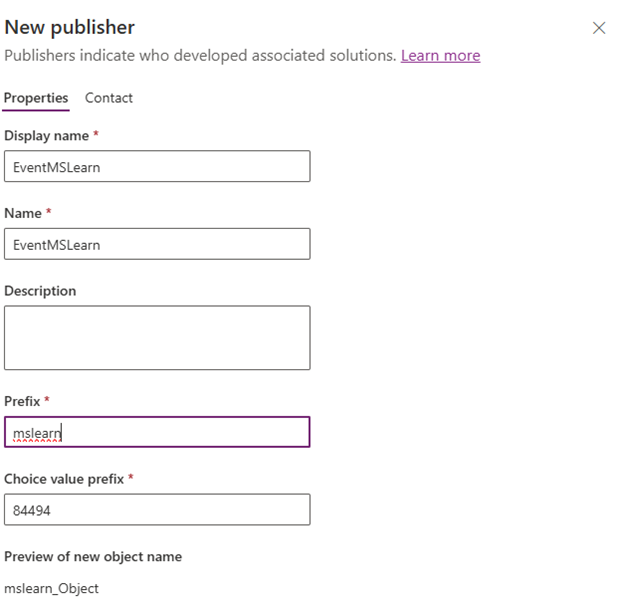 New publisher
Publishers indicate who developed associated solutions. Learn more
Properties Contact
Display name *
EventMSLearn
Name *
EventMSLearn
Description
Prefix *
mslearn
Choice value prefix *
84494
Preview of new object name
mslearn_Object